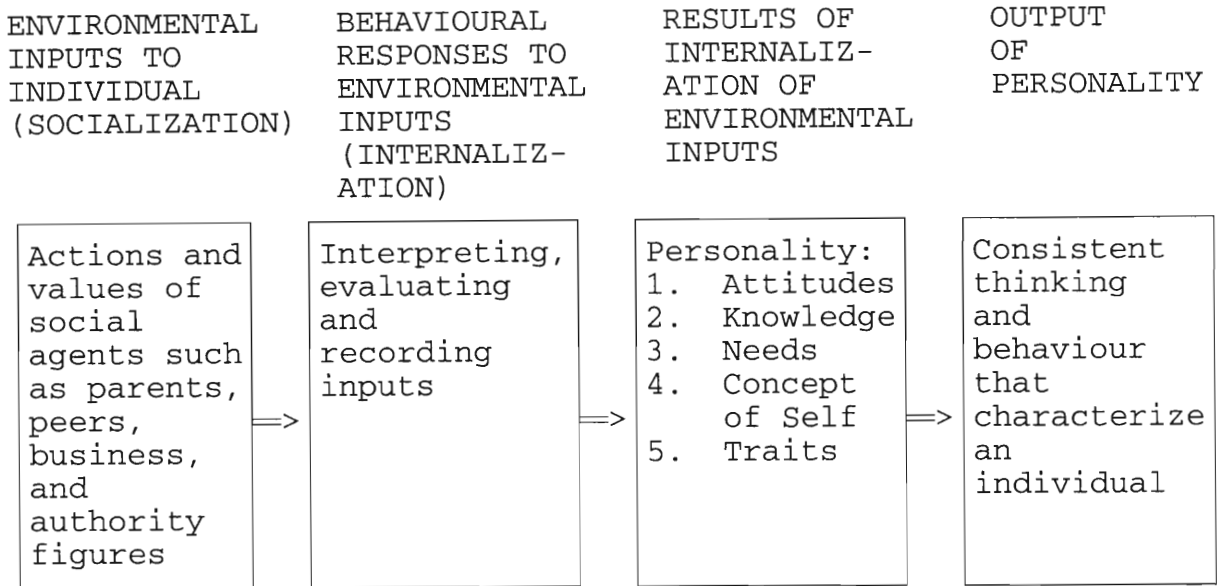 ENVIRONMENTAL
INPUTS TO
INDIVIDUAL
(SOCIALIZATION)
BEHAVIOURAL
RESPONSES TO
ENVIRONMENTAL
INPUTS
(INTERNALIZ-
ATION)
RESULTS OF
INTERNALIZ-
ATION OF
ENVIRONMENTAL
INPUTS
OUTPUT
OF
PERSONALITY
Actions and
values of
social
agents such
as parents,
peers,
business,
and
authority
figures
=>
Interpreting,
evaluating
and
recording
inputs
=>
Personality:
1. Attitudes
2. Knowledge
3. Needs
4. Concept
of Self
5. Traits
=>
Consistent
thinking
and
behaviour
that
characterize
an
individual